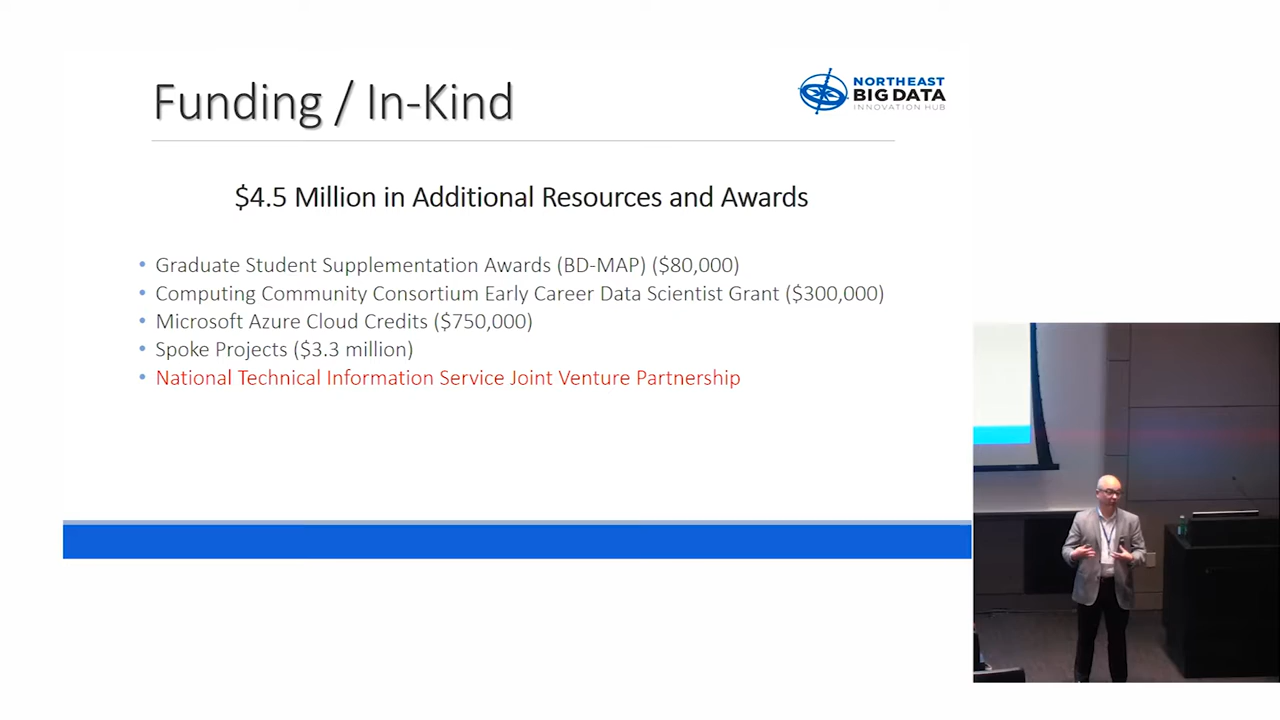 Funding / In-Kind
NORTHEAST
BIG DATA
INNOVATION HUB
$4.5 Million in Additional Resources and Awards
• Graduate Student Supplementation Awards (BD-MAP) ($80,000)
• Computing Community Consortium Early Career Data Scientist Grant ($300,000)
• Microsoft Azure Cloud Credits ($750,000)
• Spoke Projects ($3.3 million)
• National Technical Information Service Joint Venture Partnership